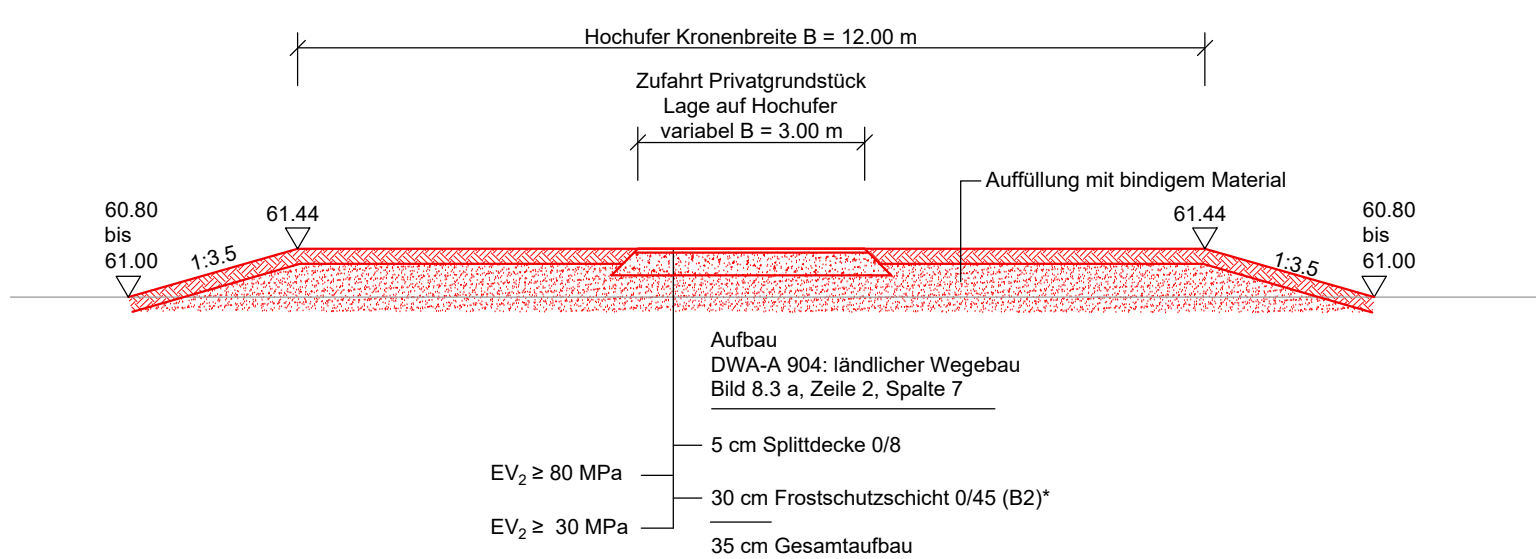 Hochufer Kronenbreite B = 12.00 m
Zufahrt Privatgrundstück
Lage auf Hochufer
variabel B = 3.00 m
Auffüllung mit bindigem Material
60.80
bis
61.00
1:3.5
61.44
61.44
1:3.5
60.80
bis
61.00
Aufbau
DWA-A 904: ländlicher Wegebau
Bild 8.3 a, Zeile 2, Spalte 7
5 cm Splittdecke 0/8
EV2 ≥ 80 MPa
30 cm Frostschutzschicht 0/45 (B2)*
EV2 ≥ 30 MPa
35 cm Gesamtaufbau